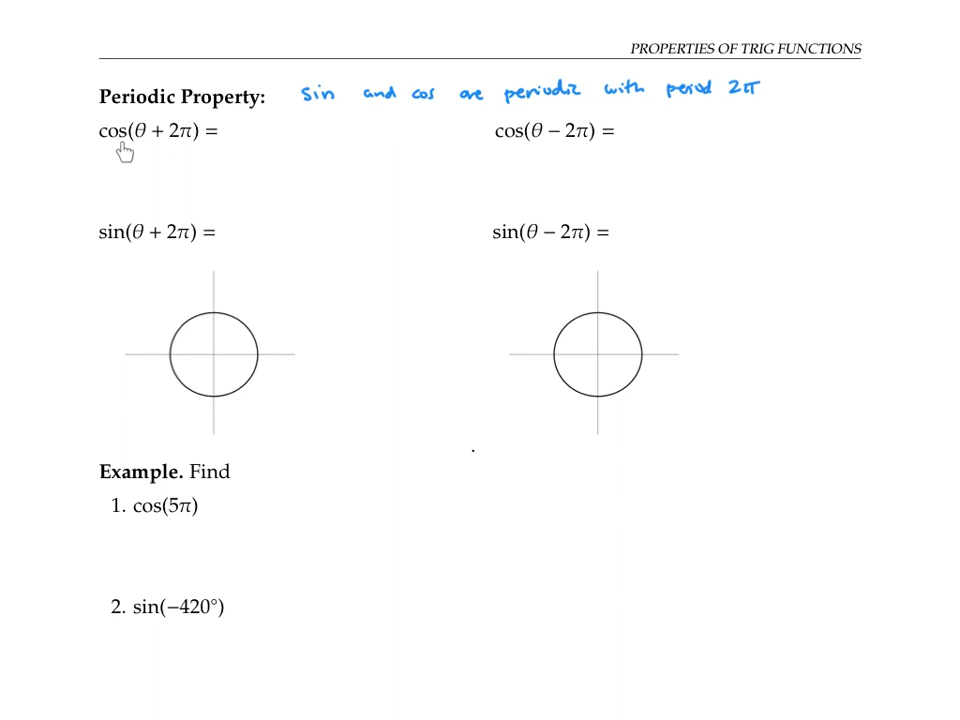 PROPERTIES OF TRIG FUNCTIONS
Periodic Property: sin and cos are periodic with period 2π
cos(θ + 2π) = cos(θ − 2π) =
sin(θ + 2π) = sin(θ − 2π) =
Example. Find
1. cos(5π)
2. sin(−420°)